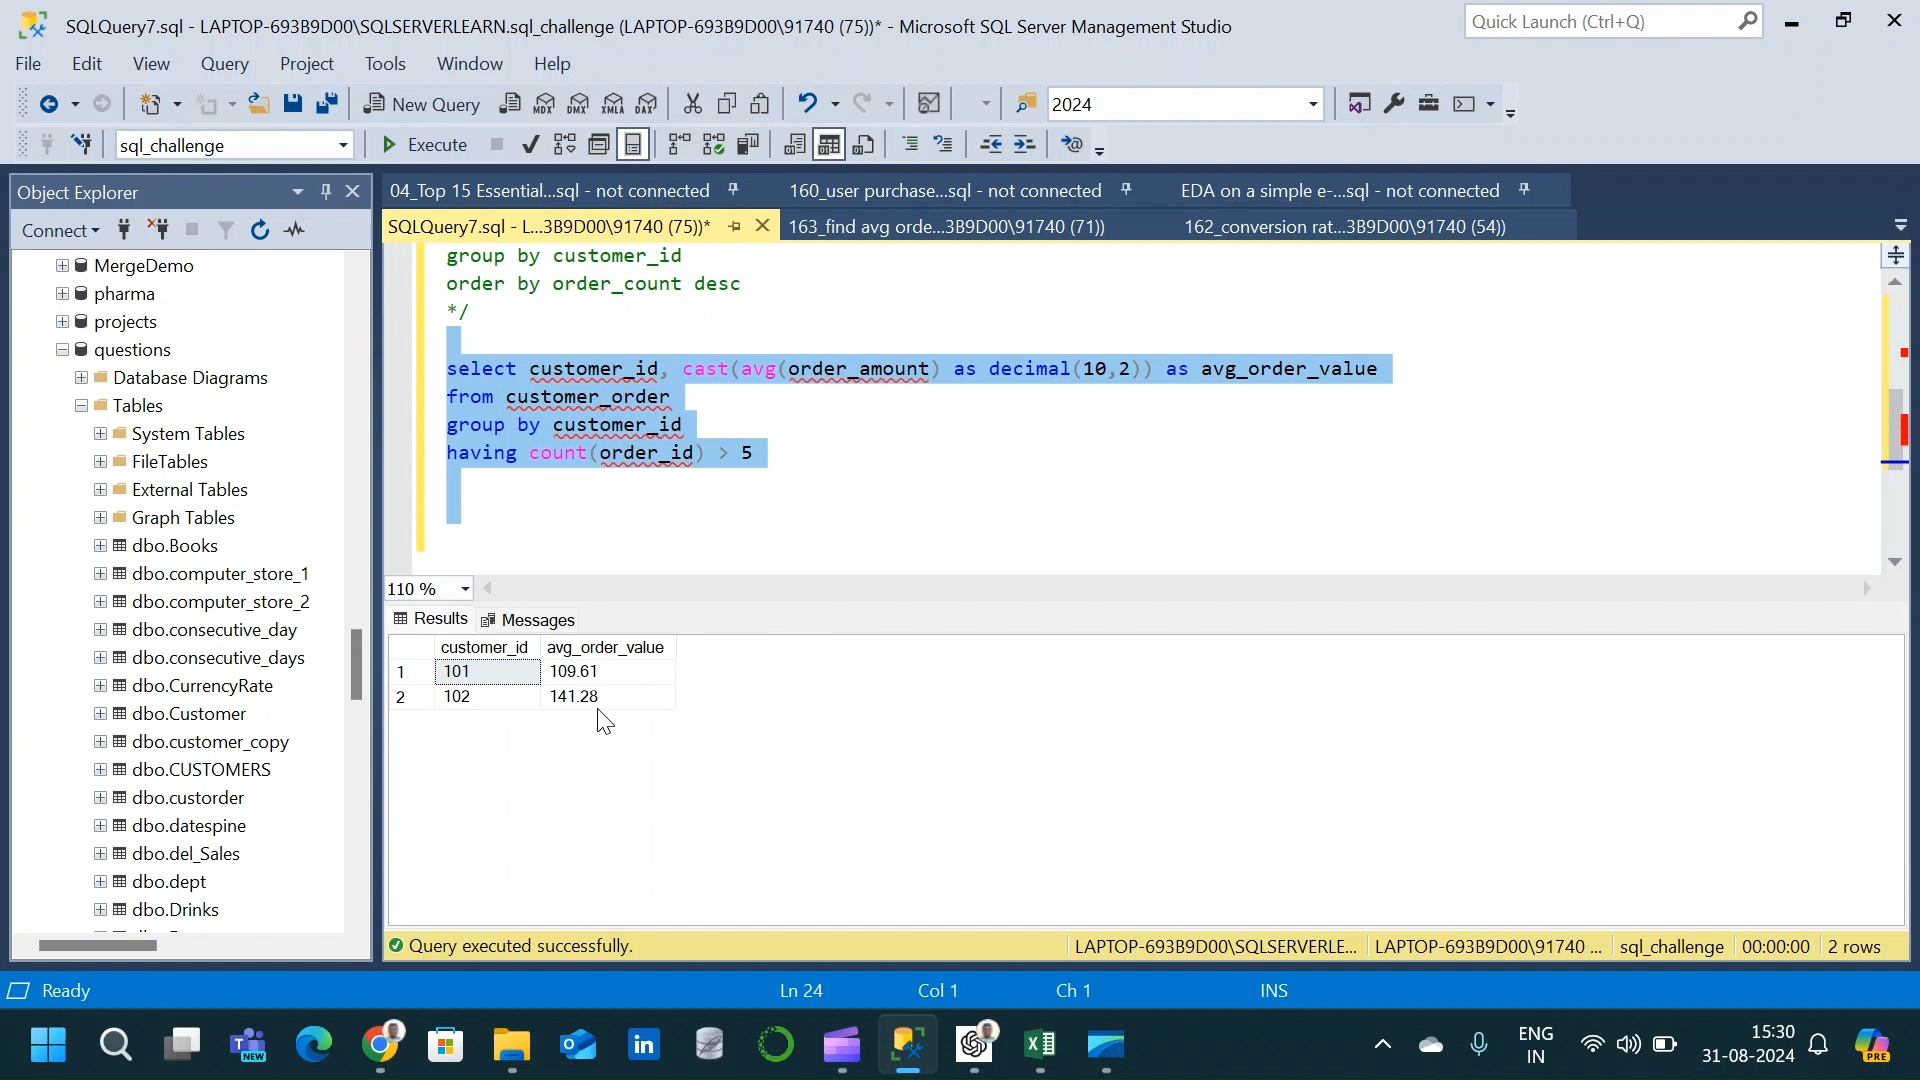 SQLQuery7.sql - LAPTOP-693B9D00\SQLSERVERLEARN.sql_challenge (LAPTOP-693B9D00\91740 (75))* - Microsoft SQL Server Management Studio
Quick Launch (Ctrl+Q)
File Edit View Query Project Tools Window Help
New Query
MDX DMX XMLA DAX
2024
sql_challenge
Execute
Object Explorer
Connect
MergeDemo
pharma
projects
questions
Database Diagrams
Tables
System Tables
FileTables
External Tables
Graph Tables
dbo.Books
dbo.computer_store_1
dbo.computer_store_2
dbo.consecutive_day
dbo.consecutive_days
dbo.CurrencyRate
dbo.Customer
dbo.customer_copy
dbo.CUSTOMERS
dbo.custorder
dbo.datespine
dbo.del_Sales
dbo.dept
dbo.Drinks
04_Top 15 Essential...sql - not connected
160_user purchase...sql - not connected
EDA on a simple e-...sql - not connected
SQLQuery7.sql - L...3B9D00\91740 (75))*
163_find avg orde...3B9D00\91740 (71))
162_conversion rat...3B9D00\91740 (54))
group by customer_id
order by order_count desc
*/
select customer_id, cast(avg(order_amount) as decimal(10,2)) as avg_order_value
from customer_order
group by customer_id
having count(order_id) > 5
110 %
Results Messages
customer_id avg_order_value
1 101 109.61
2 102 141.28
Query executed successfully.
LAPTOP-693B9D00\SQLSERVERLE... LAPTOP-693B9D00\91740 ... sql_challenge 00:00:00 2 rows
Ready Ln 24 Col 1 Ch 1 INS
NEW
in
ENG
IN
15:30
31-08-2024
PRE